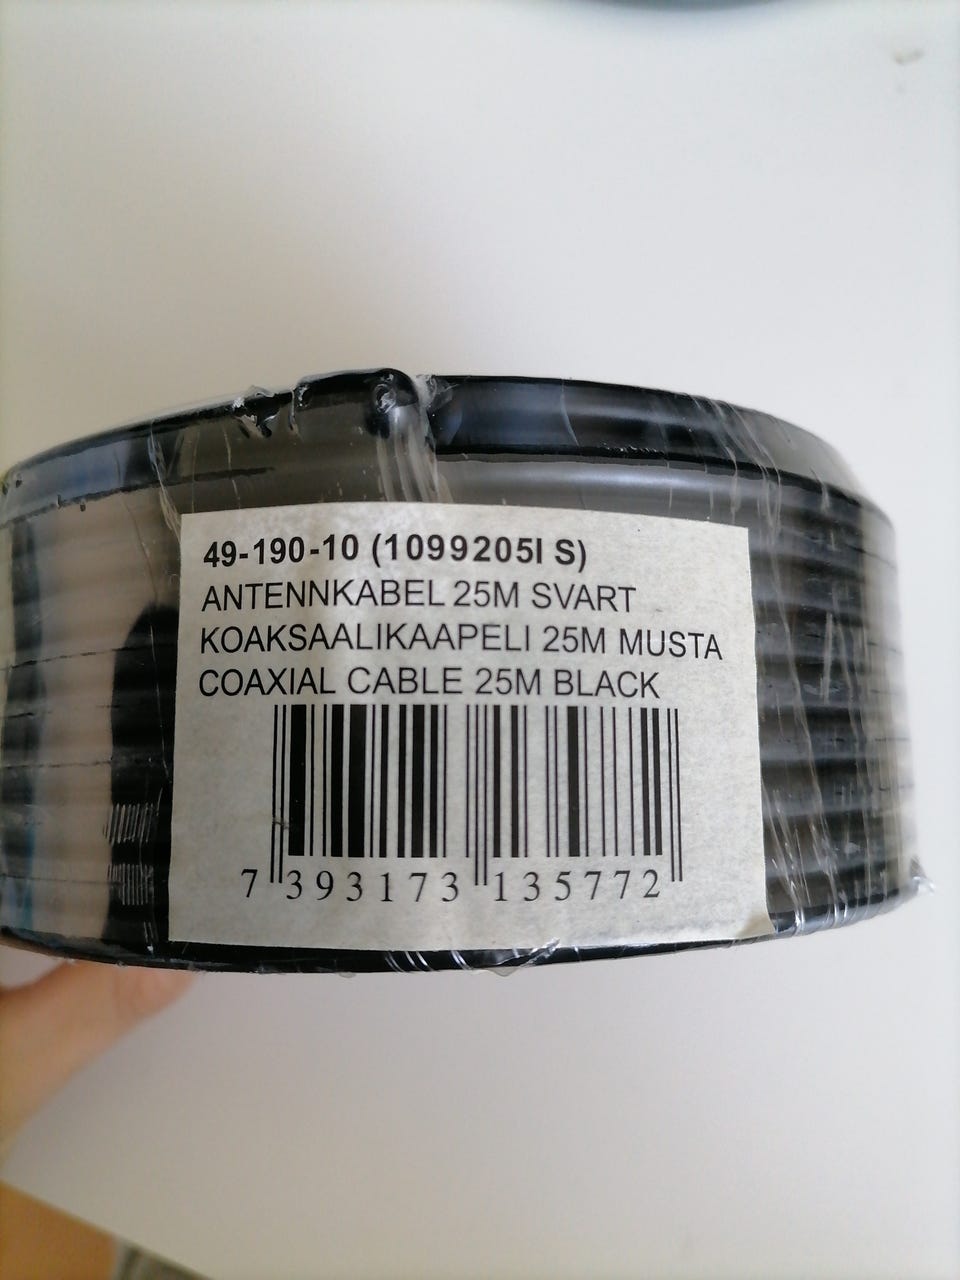 49-190-10 (1099205I S)
ANTENNKABEL 25M SVART
KOAKSAALIKAAPELI 25M MUSTA
COAXIAL CABLE 25M BLACK
7 393173 135772